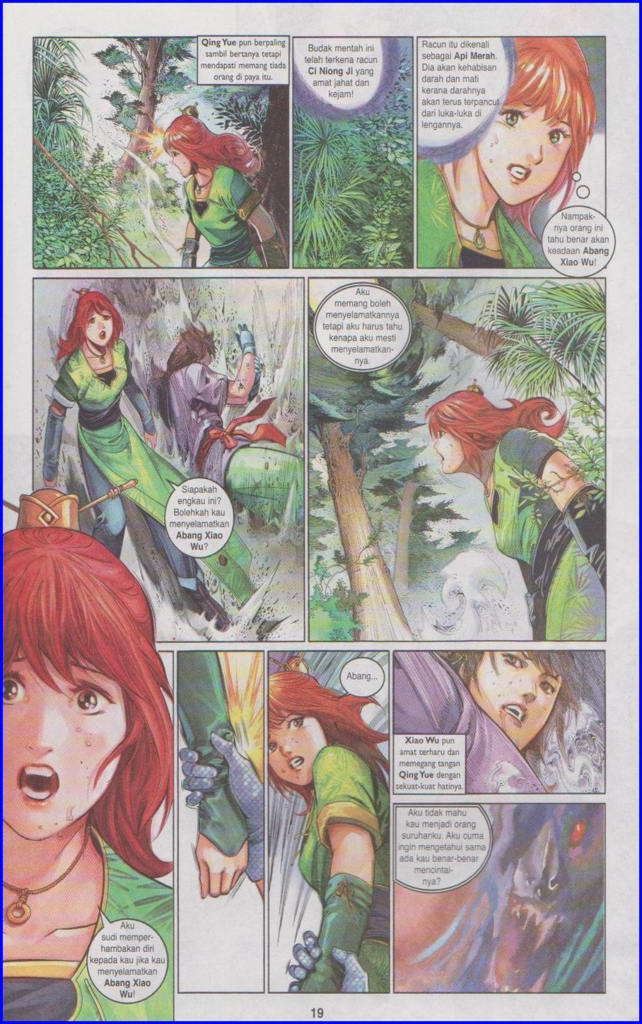 Qing Yue pun berpaling
sambil bertanya tetapi
mendapati memang tiada
orang di paya itu.
Budak mentah ini
telah terkena racun
CI Niong Ji yang
amat jahat dan
kejam!
Racun itu dikenali
sebagai Api Merah.
Dia akan kehabisan
darah dan mati
kerana darahnya
akan terus terpancut
dari luka-luka di
lengannya.
Nampak-
nya orang ini
tahu benar akan
keadaan Abang
Xiao Wu!
Siapakah
engkau ini?
Bolehkah kau
menyelamatkan
Abang Xiao
Wu?
Aku
memang boleh
menyelamatkannya
tetapi aku harus tahu
kenapa aku mesti
menyelamatkan-
nya.
Aku
sudi memper-
hambakan diri
kepada kau jika kau
menyelamatkan
Abang Xiao
Wu!
Abang...
Xiao Wu pun
amat terharu dan
memegang tangan
Qing Yue dengan
sekuat-kuat hatinya.
Aku tidak mahu
kau menjadi orang
suruhanku. Aku cuma
ingin mengetahui sama
ada kau benar-benar
mencintai-
nya?
19